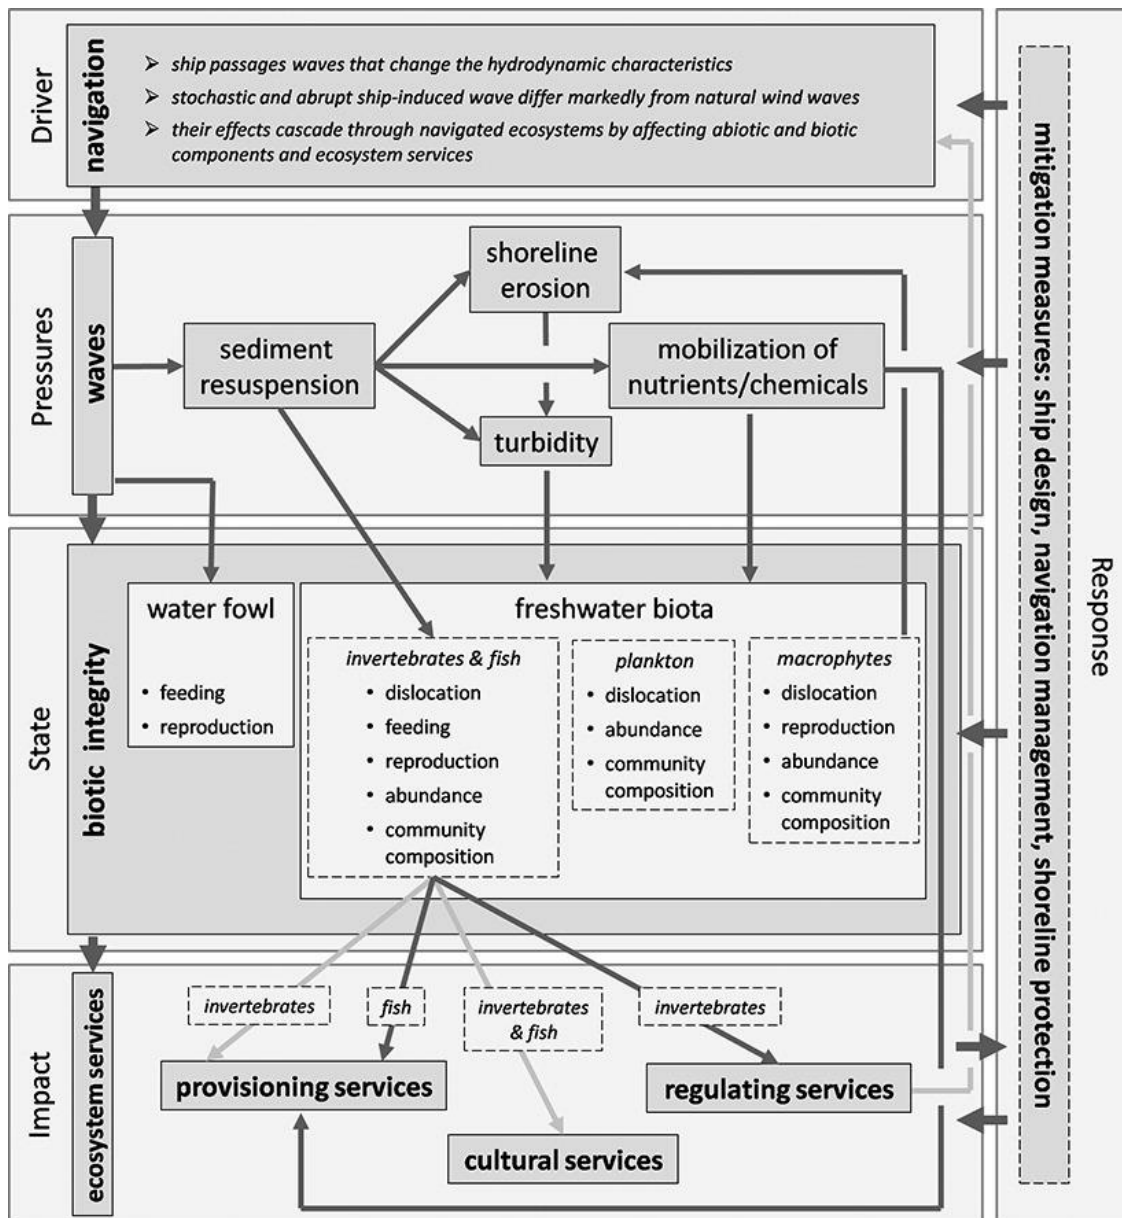 Driver
navigation
➢ ship passages waves that change the hydrodynamic characteristics
➢ stochastic and abrupt ship-induced wave differ markedly from natural wind waves
➢ their effects cascade through navigated ecosystems by affecting abiotic and biotic
components and ecosystem services
Pressures
waves
shoreline
erosion
sediment
resuspension
mobilization of
nutrients/chemicals
turbidity
State
biotic integrity
water fowl
• feeding
• reproduction
freshwater biota
invertebrates & fish
• dislocation
• feeding
• reproduction
• abundance
• community
composition
plankton
• dislocation
• abundance
• community
composition
macrophytes
• dislocation
• reproduction
• abundance
• community
composition
Impact
ecosystem services
invertebrates
fish
invertebrates
& fish
invertebrates
provisioning services
regulating services
cultural services
mitigation measures: ship design, navigation management, shoreline protection
Response